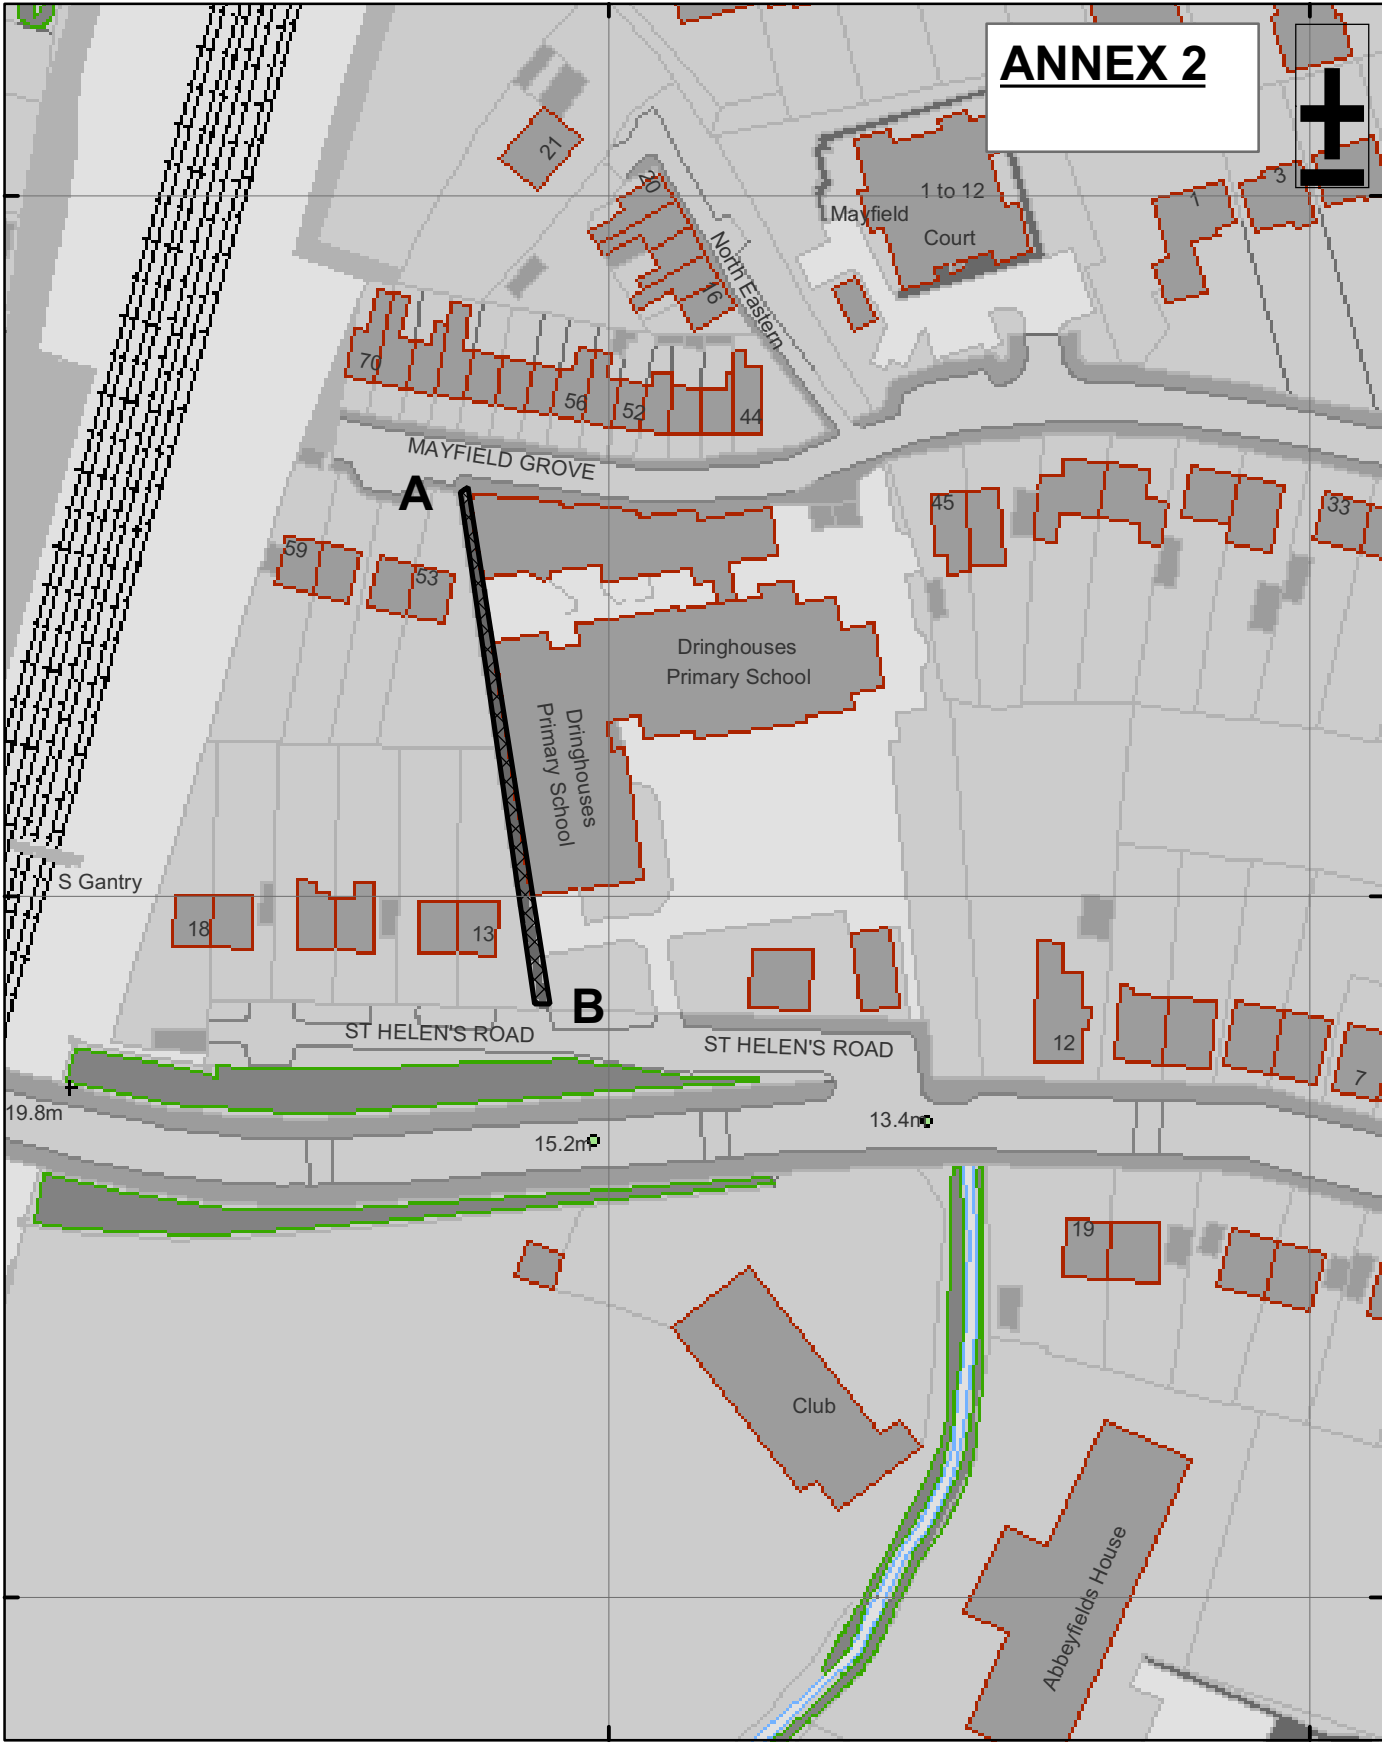 ANNEX 2
21
20
1 to 12
Mayfield
Court
1
3
North Eastern
16
70
56
52
44
MAYFIELD GROVE
A
45
33
59
53
Dringhouses
Primary School
Dringhouses
Primary School
S Gantry
18
13
B
ST HELEN'S ROAD
ST HELEN'S ROAD
12
7
19.8m
15.2m
13.4m
19
Club
Abbeyfields House